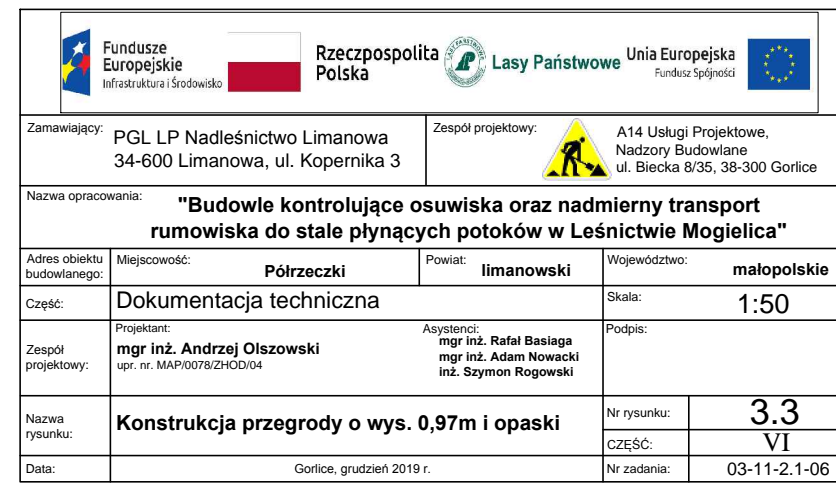 Fundusze
Europejskie
Infrastruktura i Środowisko
Rzeczpospolita
Polska
Lasy Państwowe
Unia Europejska
Fundusz Spójności
Zamawiający:
PGL LP Nadleśnictwo Limanowa
34-600 Limanowa, ul. Kopernika 3
Zespół projektowy:
A14 Usługi Projektowe,
Nadzory Budowlane
ul. Biecka 8/35, 38-300 Gorlice
Nazwa opracowania:
"Budowle kontrolujące osuwiska oraz nadmierny transport
rumowiska do stale płynących potoków w Leśnictwie Mogielica"
Adres obiektu
budowlanego:
Miejscowość:
Półrzeczki
Powiat:
limanowski
Województwo:
małopolskie
Część:
Dokumentacja techniczna
Skala:
1:50
Zespół
projektowy:
Projektant:
mgr inż. Andrzej Olszowski
upr. nr. MAP/0078/ZHOD/04
Asystenci:
mgr inż. Rafał Basiaga
mgr inż. Adam Nowacki
inż. Szymon Rogowski
Podpis:
Nazwa
rysunku:
Konstrukcja przegrody o wys. 0,97m i opaski
Nr rysunku:
3.3
CZĘŚĆ:
VI
Data:
Gorlice, grudzień 2019 r.
Nr zadania:
03-11-2.1-06